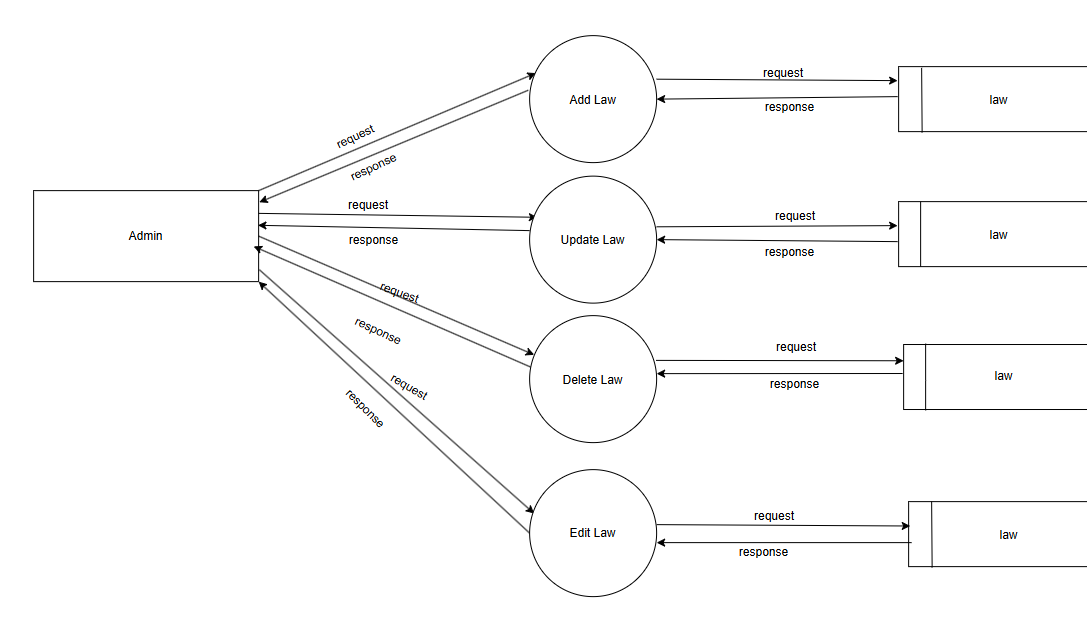 request
Add Law
response
law
request
response
Admin
request
response
Update Law
request
response
law
request
response
Delete Law
request
response
law
request
response
Edit Law
request
response
law